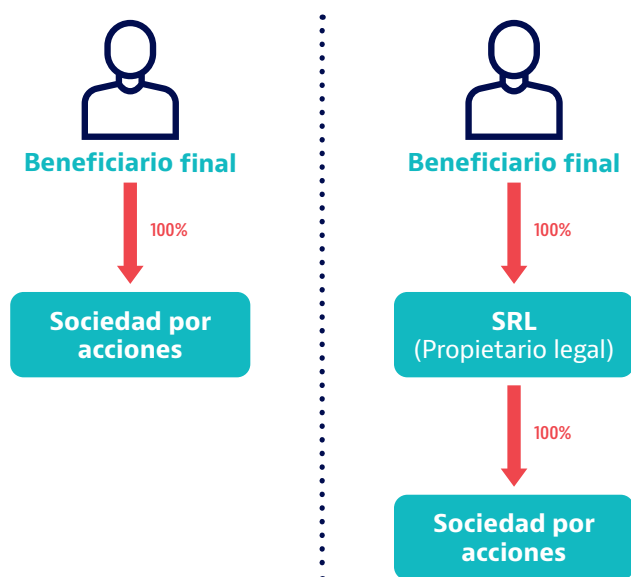 Beneficiario final
100%
Sociedad por
acciones
Beneficiario final
100%
SRL
(Propietario legal)
100%
Sociedad por
acciones